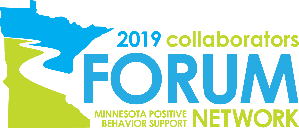 2019 collaborators
FORUM
MINNESOTA POSITIVE
BEHAVIOR SUPPORT
NETWORK